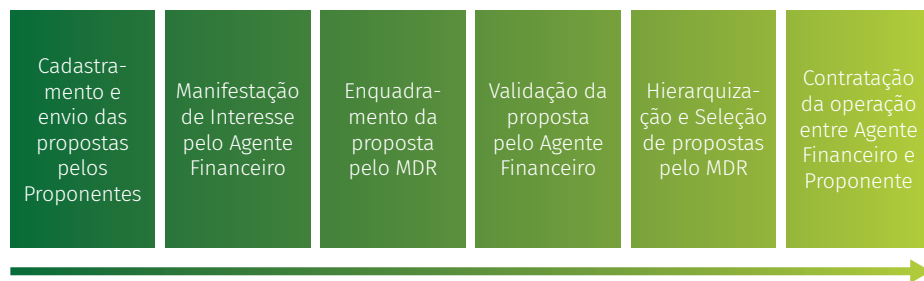 Cadastra-
mento e
envio das
propostas
pelos
Proponentes
Manifestação
de Interesse
pelo Agente
Financeiro
Enquadra-
mento da
proposta
pelo MDR
Validação da
proposta
pelo Agente
Financeiro
Hierarquiza-
ção e Seleção
de propostas
pelo MDR
Contratação
da operação
entre Agente
Financeiro e
Proponente